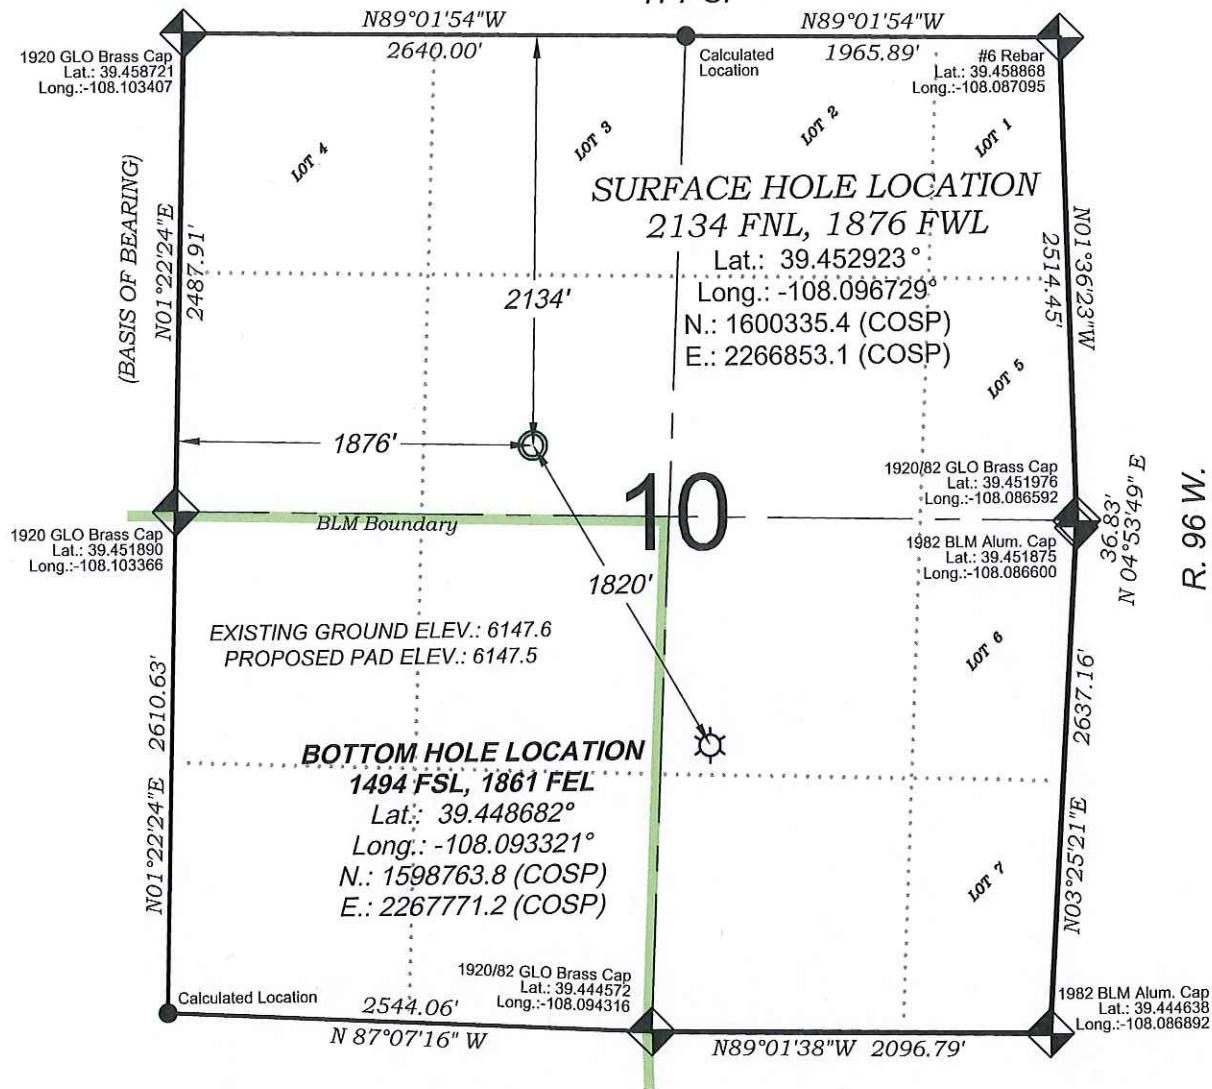 N89°01'54"W
2640.00'
N89°01'54"W
1965.89'
1920 GLO Brass Cap
Lat.: 39.458721
Long.:-108.103407
Calculated
Location
#6 Rebar
Lat.: 39.458868
Long.:-108.087095
LOT 4
LOT 3
LOT 2
LOT 1
SURFACE HOLE LOCATION
2134 FNL, 1876 FWL
Lat.: 39.452923°
Long.: -108.096729°
N.: 1600335.4 (COSP)
E.: 2266853.1 (COSP)
(BASIS OF BEARING)
N01°22'24"E
2487.91'
2134'
N01°36'23"W
2514.45'
LOT 5
1876'
1920/82 GLO Brass Cap
Lat.: 39.451976
Long.:-108.086592
10
BLM Boundary
1920 GLO Brass Cap
Lat.: 39.451890
Long.:-108.103366
1982 BLM Alum. Cap
Lat.: 39.451875
Long.:-108.086600
36.83'
N 04°53'49" E
R. 96 W.
1820'
EXISTING GROUND ELEV.: 6147.6
PROPOSED PAD ELEV.: 6147.5
LOT 6
2610.63'
N01°22'24"E
2637.16'
N03°25'21"E
BOTTOM HOLE LOCATION
1494 FSL, 1861 FEL
Lat.: 39.448682°
Long.: -108.093321°
N.: 1598763.8 (COSP)
E.: 2267771.2 (COSP)
LOT 7
1920/82 GLO Brass Cap
Lat.: 39.444572
Long.:-108.094316
Calculated Location
2544.06'
N 87°07'16" W
N89°01'38"W 2096.79'
1982 BLM Alum. Cap
Lat.: 39.444638
Long.:-108.086892